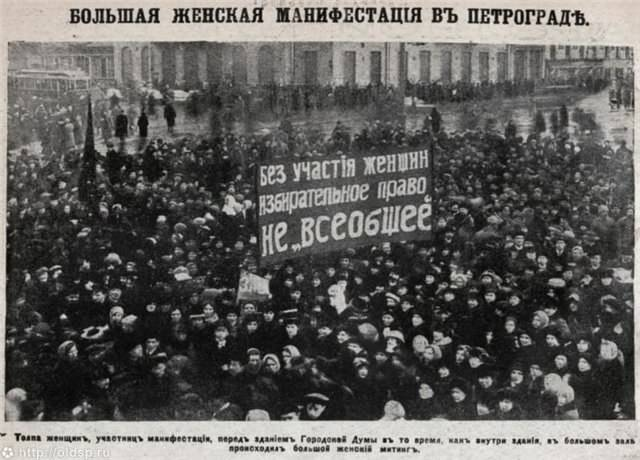 БОЛЬШАЯ ЖЕНСКАЯ МАНИФЕСТАЦІЯ ВЪ ПЕТРОГРАДѢ.
БЕЗ УЧАСТІЯ ЖЕНЩИН
ИЗБИРАТЕЛЬНОЕ ПРАВО
НЕ „ВСЕОБЩЕЕ"
Толпа женщинъ, участницъ манифестаціи, передъ зданіемъ Городской Думы въ то время, какъ внутри зданія, въ большомъ залѣ
происходилъ большой женскій митингъ.
http://oldsp.ru